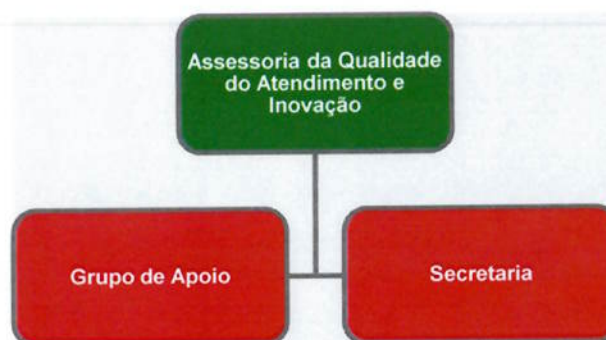 Assessoria da Qualidade
do Atendimento e
Inovação
Grupo de Apoio
Secretaria